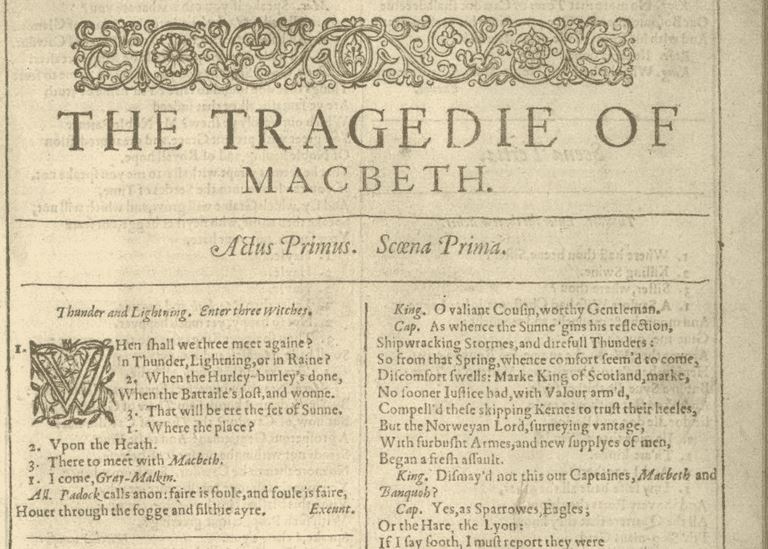 THE TRAGEDIE OF
MACBETH.
Actus Primus. Scœna Prima.
Thunder and Lightning. Enter three Witches.
1. WHen ſhall we three meet againe?
In Thunder, Lightning, or in Raine?
2. When the Hurley-burley's done,
When the Battaile's loſt, and wonne.
3. That will be ere the ſet of Sunne.
1. Where the place?
2. Vpon the Heath.
3. There to meet with Macbeth.
1. I come, Gray-Malkin.
All. Padock calls anon: faire is foule, and foule is faire,
Houer through the fogge and filthie ayre. Exeunt.
King. O valiant Couſin, worthy Gentleman.
Cap. As whence the Sunne 'gins his reflection,
Shipwracking Stormes, and direfull Thunders:
So from that Spring, whence comfort ſeem'd to come,
Diſcomfort ſwells: Marke King of Scotland, marke,
No ſooner Iuſtice had, with Valour arm'd,
Compell'd theſe skipping Kernes to truſt their heeles,
But the Norweyan Lord, ſurueying vantage,
With furbuſht Armes, and new ſupplyes of men,
Began a freſh aſſault.
King. Diſmay'd not this our Captaines, Macbeth and
Banquoh?
Cap. Yes, as Sparrowes, Eagles;
Or the Hare, the Lyon:
If I ſay ſooth, I muſt report they were